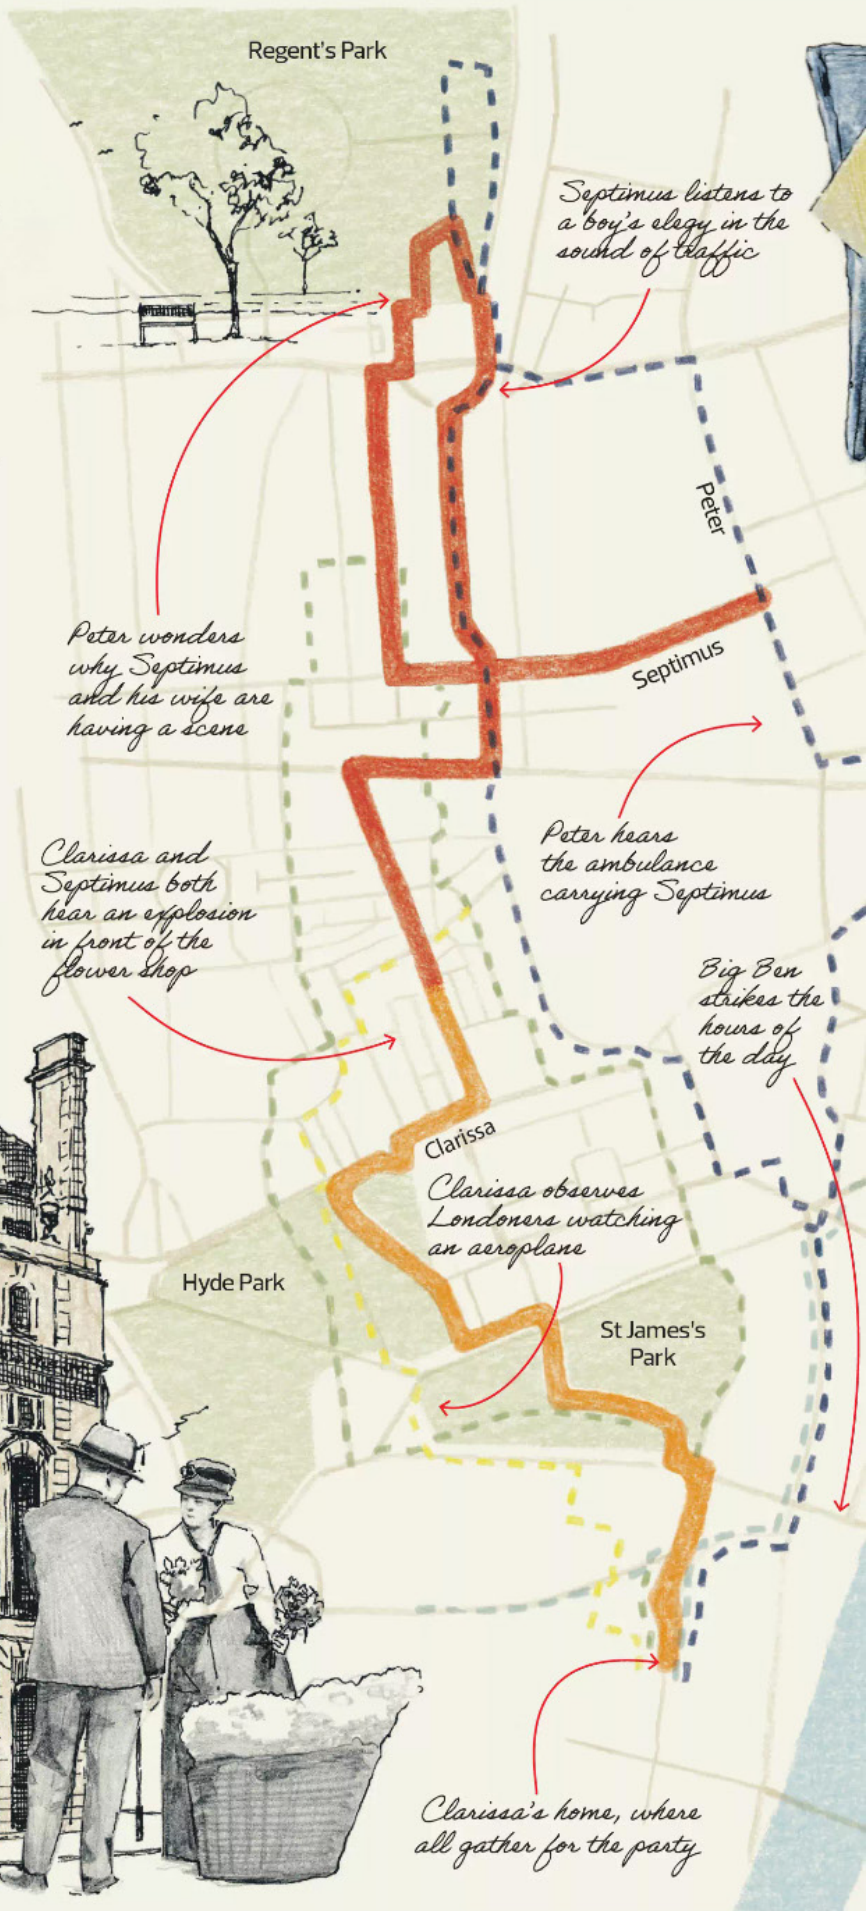 Regent's Park
Septimus listens to
a boy's elegy in the
sound of traffic
Peter
Peter wonders
why Septimus
and his wife are
having a scene
Septimus
Peter hears
the ambulance
carrying Septimus
Clarissa and
Septimus both
hear an explosion
in front of the
flower shop
Big Ben
strikes the
hours of
the day
Clarissa
Clarissa observes
Londoners watching
an aeroplane
Hyde Park
St James's
Park
Clarissa's home, where
all gather for the party